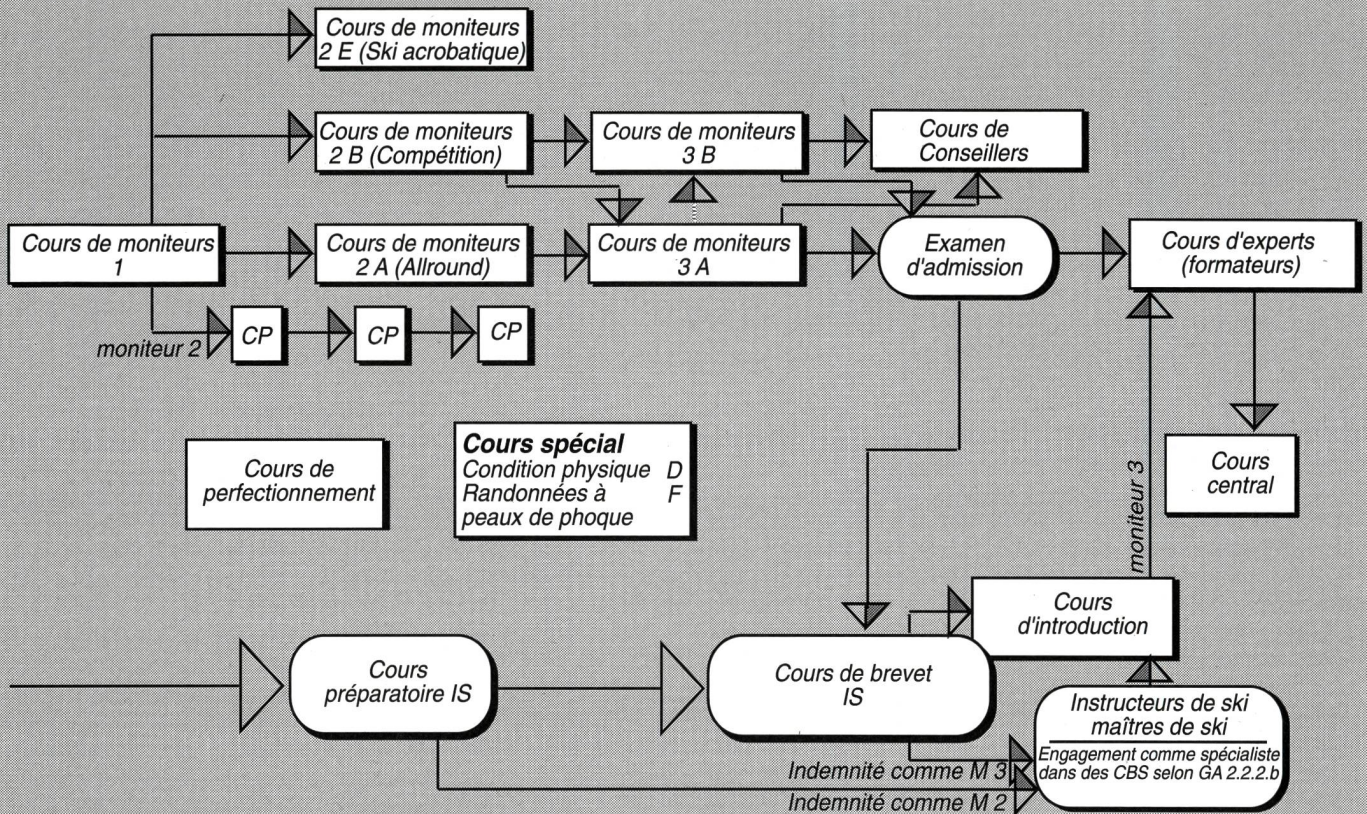 Cours de moniteurs
2 E (Ski acrobatique)
Cours de moniteurs
2 B (Compétition)
Cours de moniteurs
3 B
Cours de
Conseillers
Cours de moniteurs
1
Cours de moniteurs
2 A (Allround)
Cours de moniteurs
3 A
Examen
d'admission
Cours d'experts
(formateurs)
moniteur 2
CP
CP
CP
Cours de
perfectionnement
Cours spécial
Condition physique D
Randonnées à F
peaux de phoque
Cours
central
moniteur 3
Cours
d'introduction
Cours
préparatoire IS
Cours de brevet
IS
Instructeurs de ski
maîtres de ski
Engagement comme spécialiste
dans des CBS selon GA 2.2.2.b
Indemnité comme M 3
Indemnité comme M 2